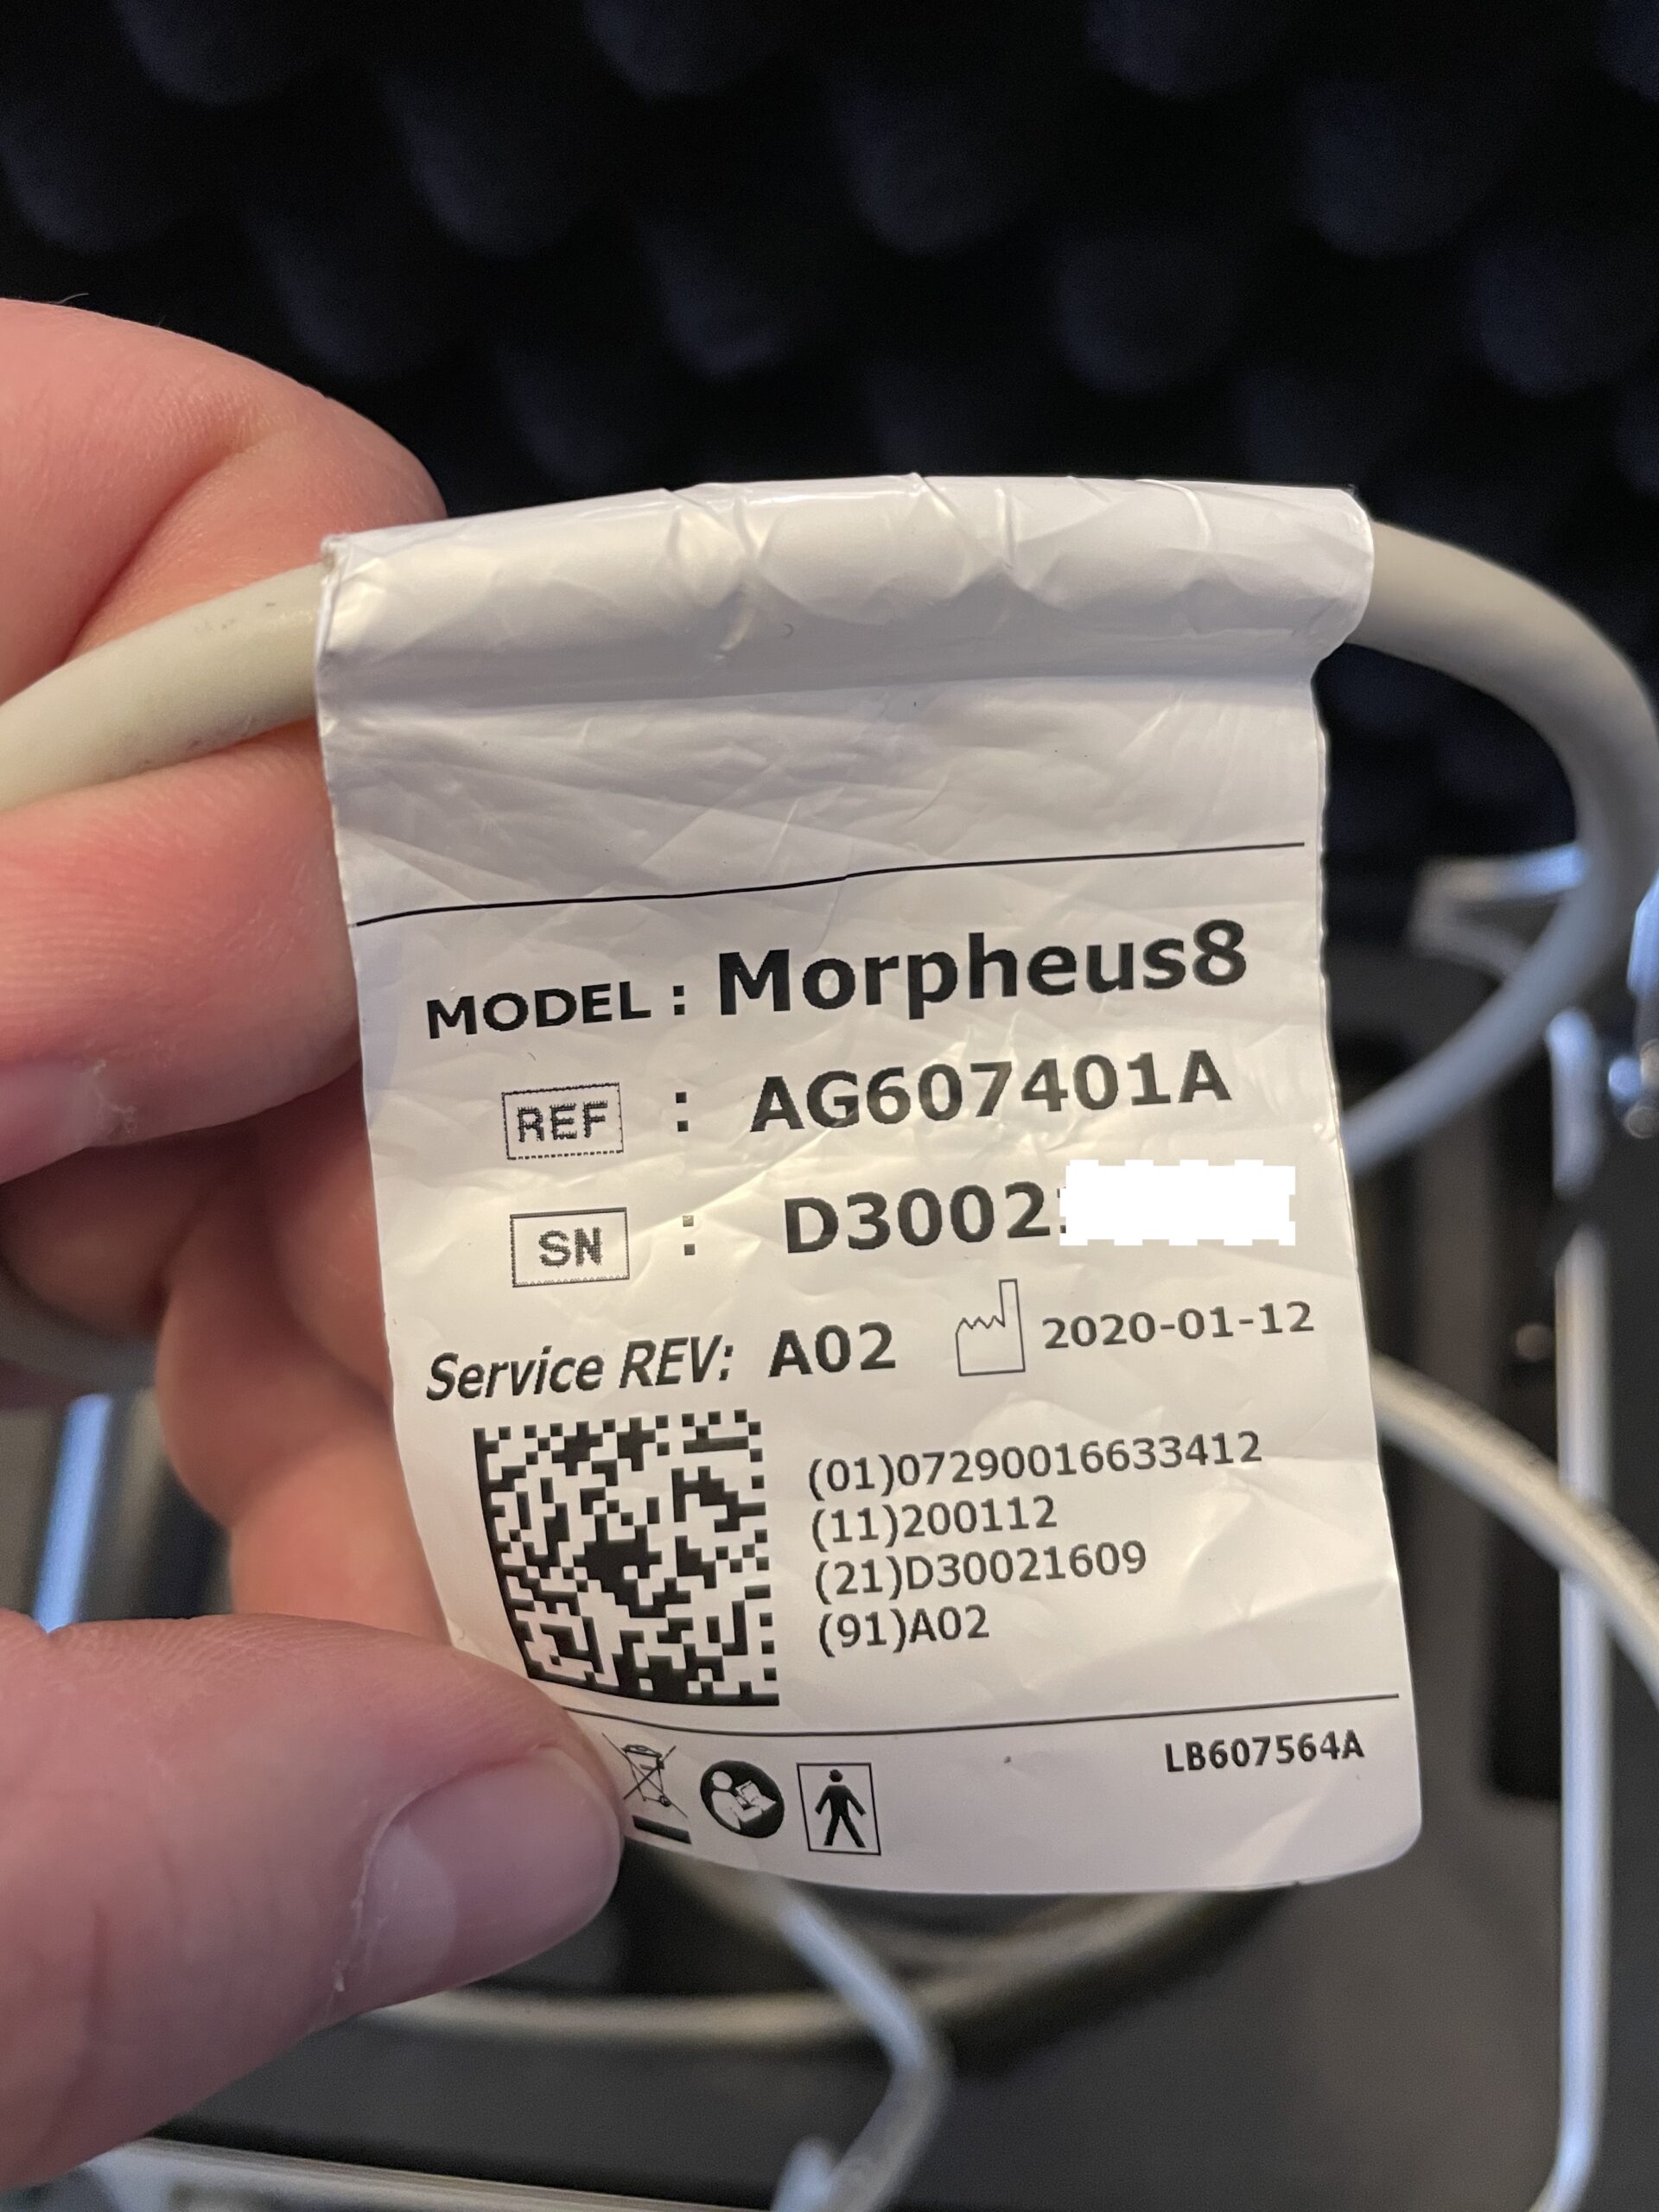 MODEL : Morpheus8
REF : AG607401A
SN : D3002
Service REV: A02 2020-01-12
(01)07290016633412
(11)200112
(21)D30021609
(91)A02
LB607564A